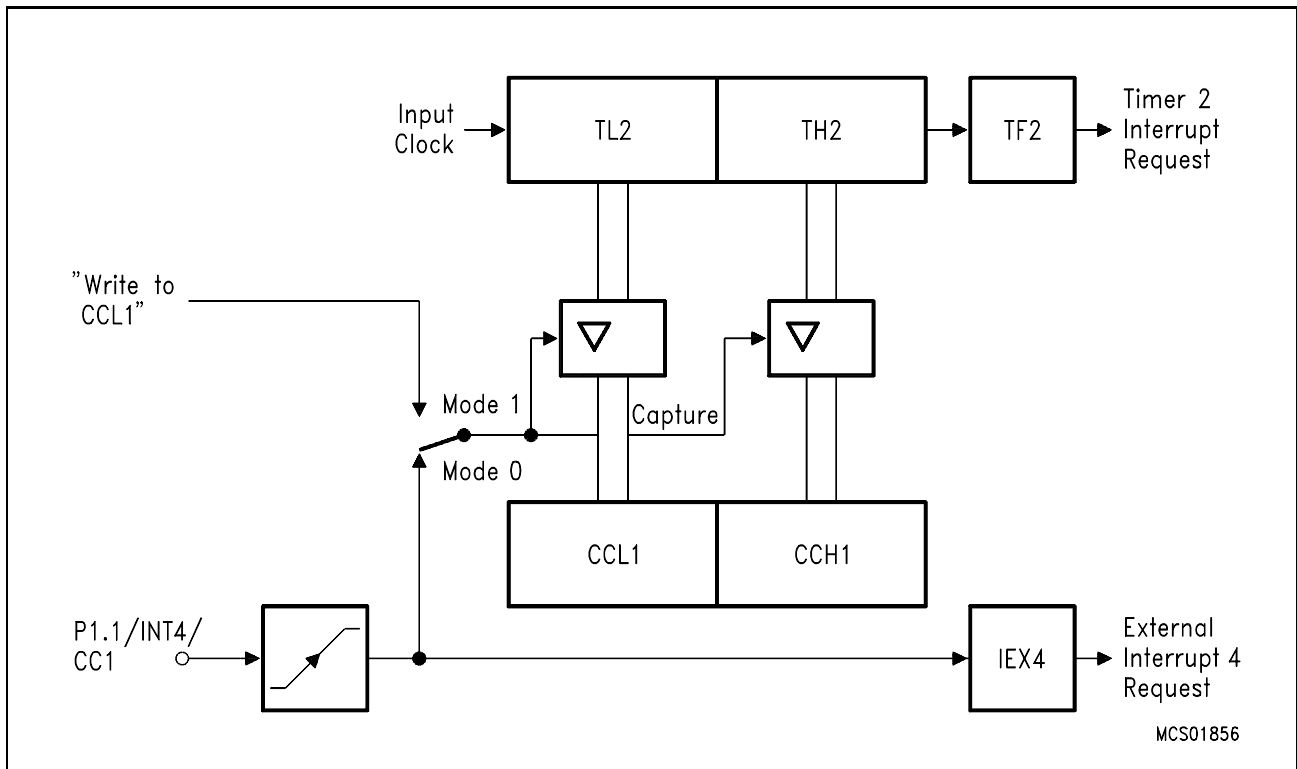 Input
Clock
TL2
TH2
TF2
Timer 2
Interrupt
Request
"Write to
CCL1"
Mode 1
Capture
Mode 0
CCL1
CCH1
P1.1/INT4/
CC1
IEX4
External
Interrupt 4
Request
MCS01856